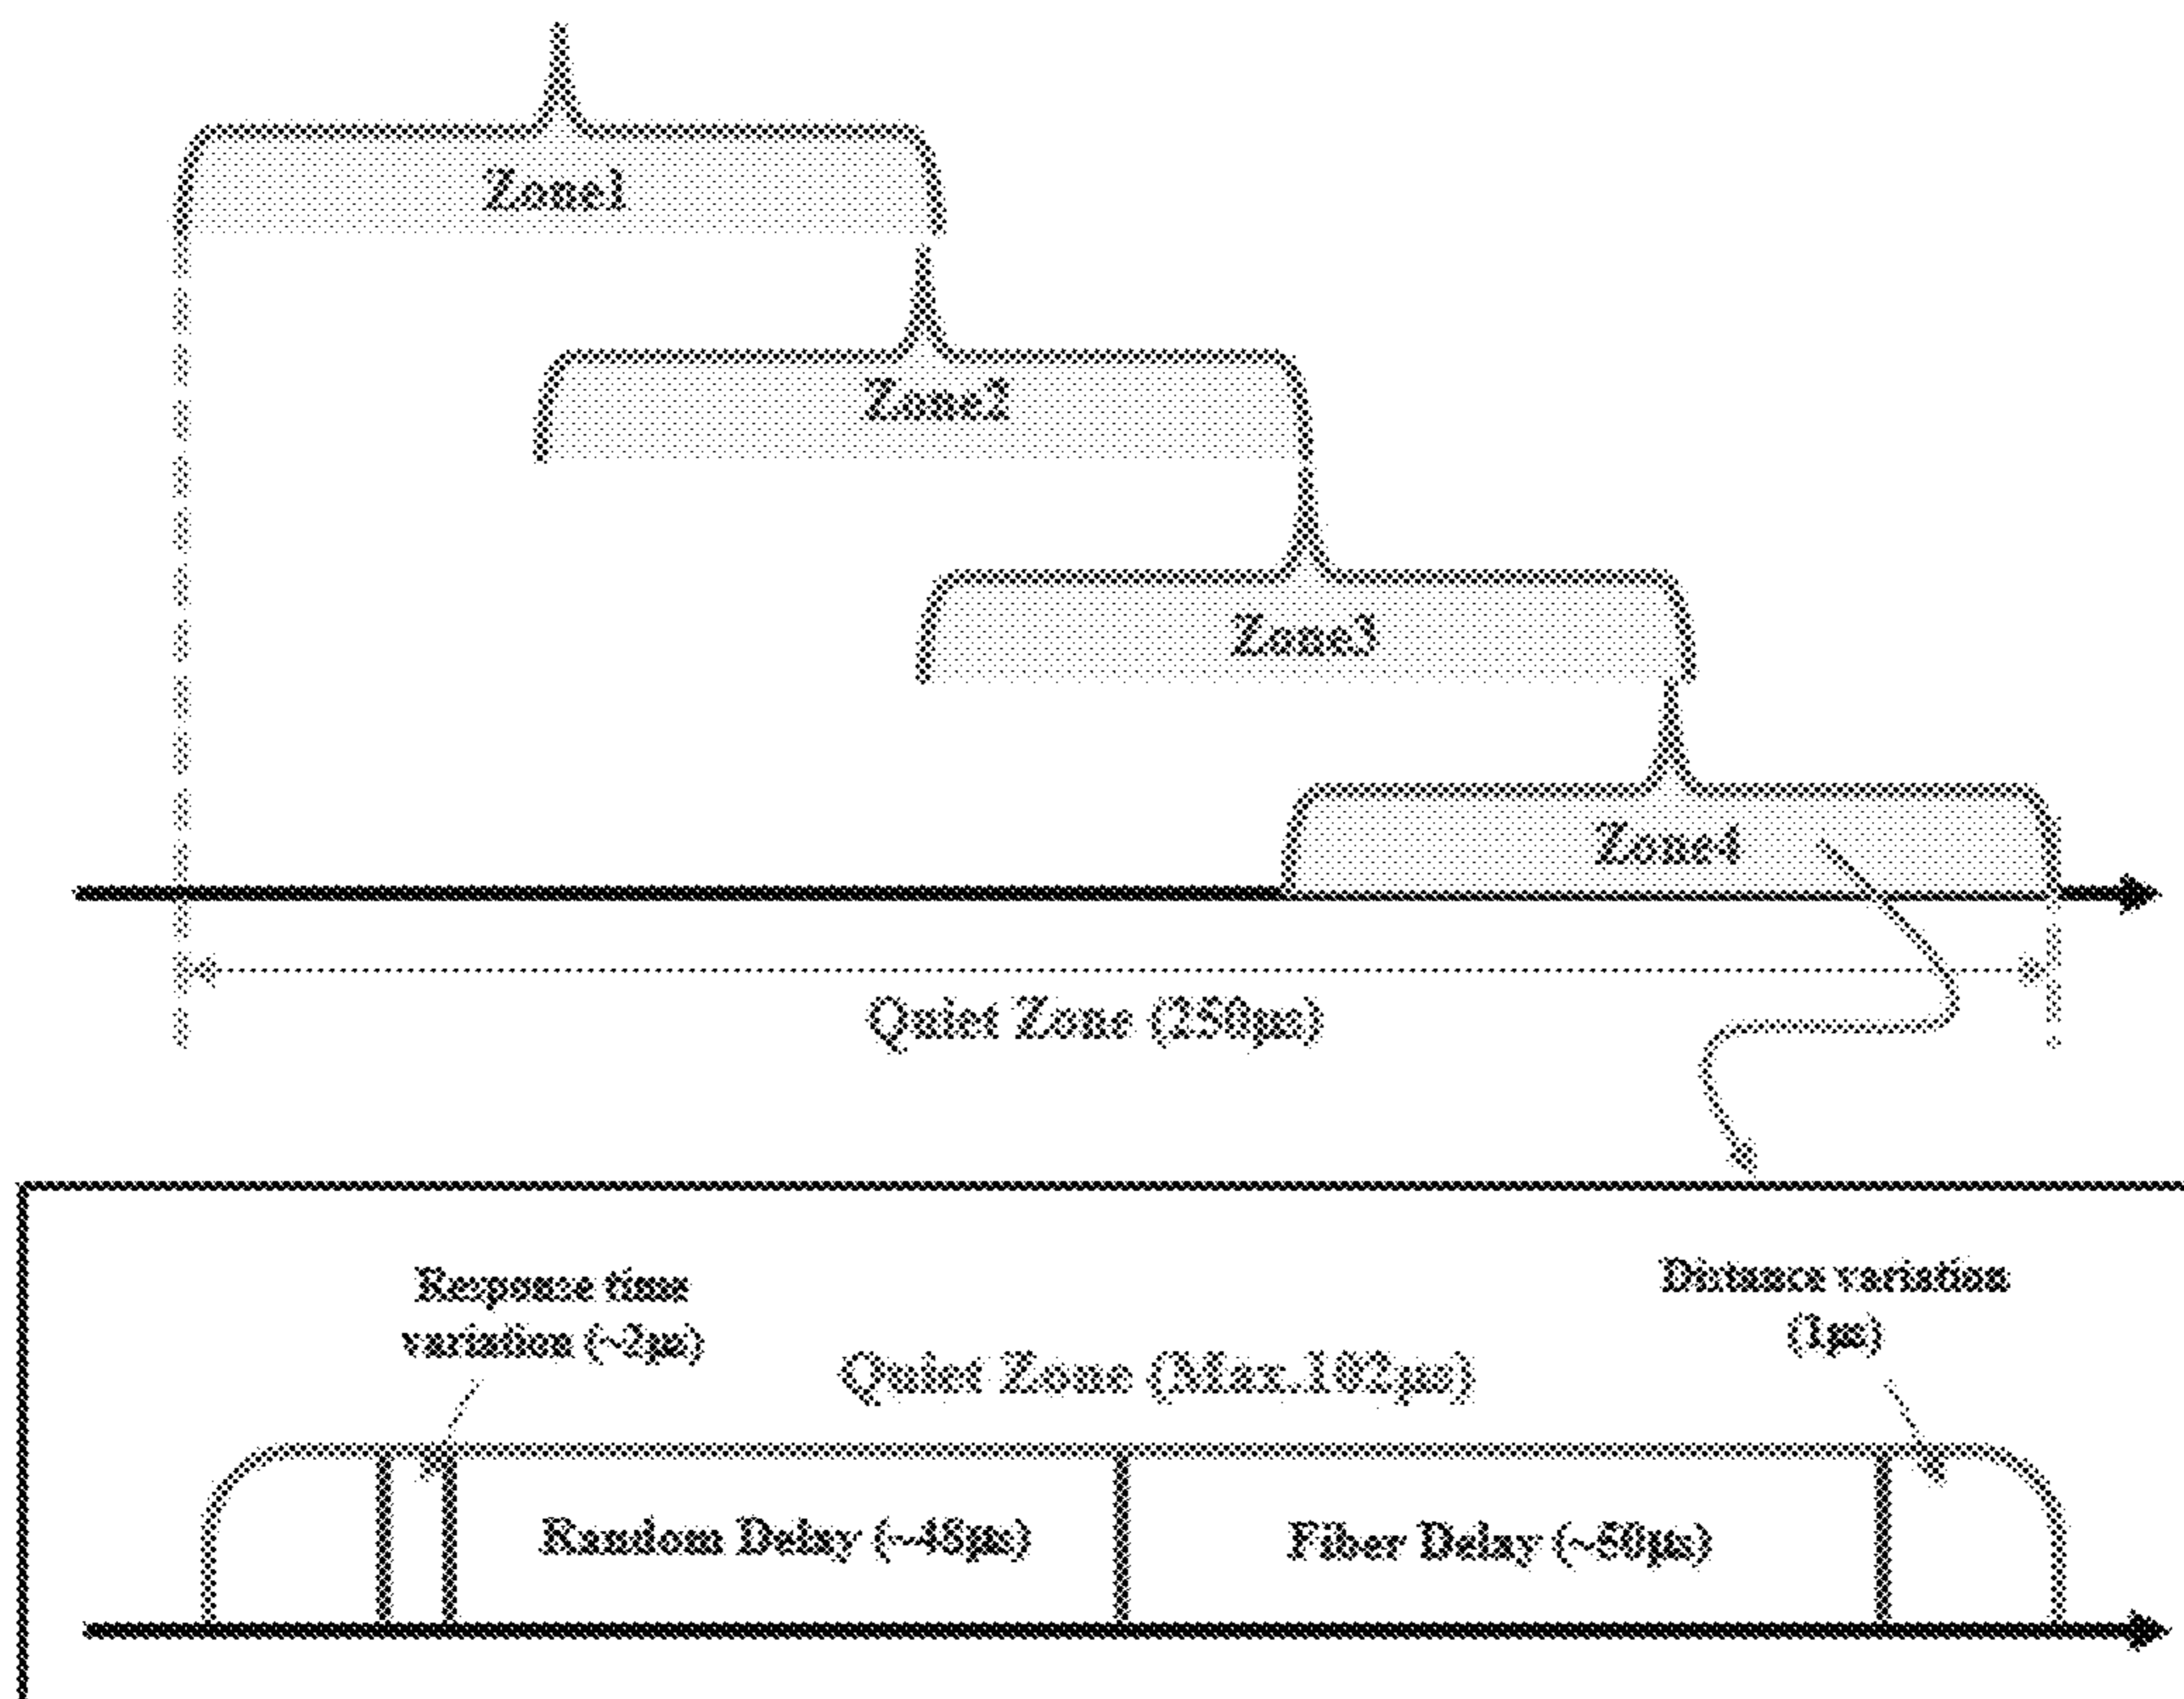 Zone1
Zone2
Zone3
Zone4
Quiet Zone (250µs)
Response time
variation (~2µs)
Distance variation
(1µs)
Quiet Zone (Max.102µs)
Random Delay (~48µs)
Fiber Delay (~50µs)